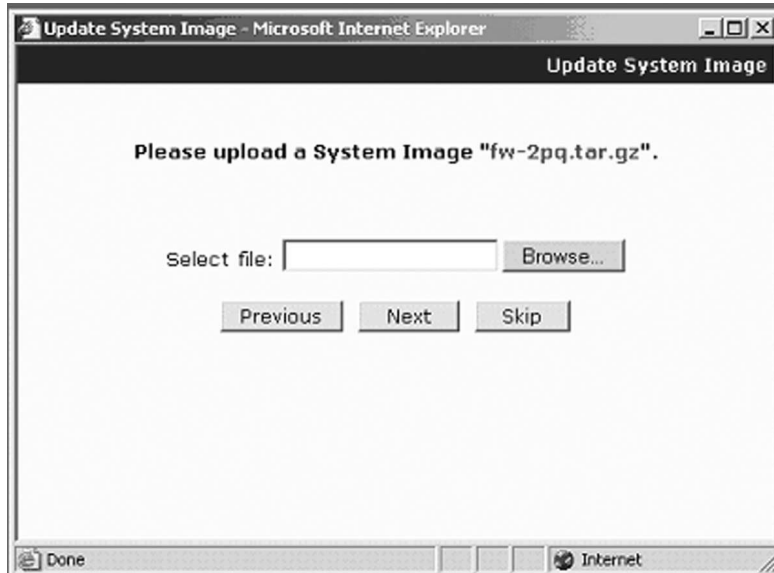 Update System Image - Microsoft Internet Explorer
Update System Image
Please upload a System Image "fw-2pq.tar.gz".
Select file: Browse...
Previous Next Skip
Done Internet